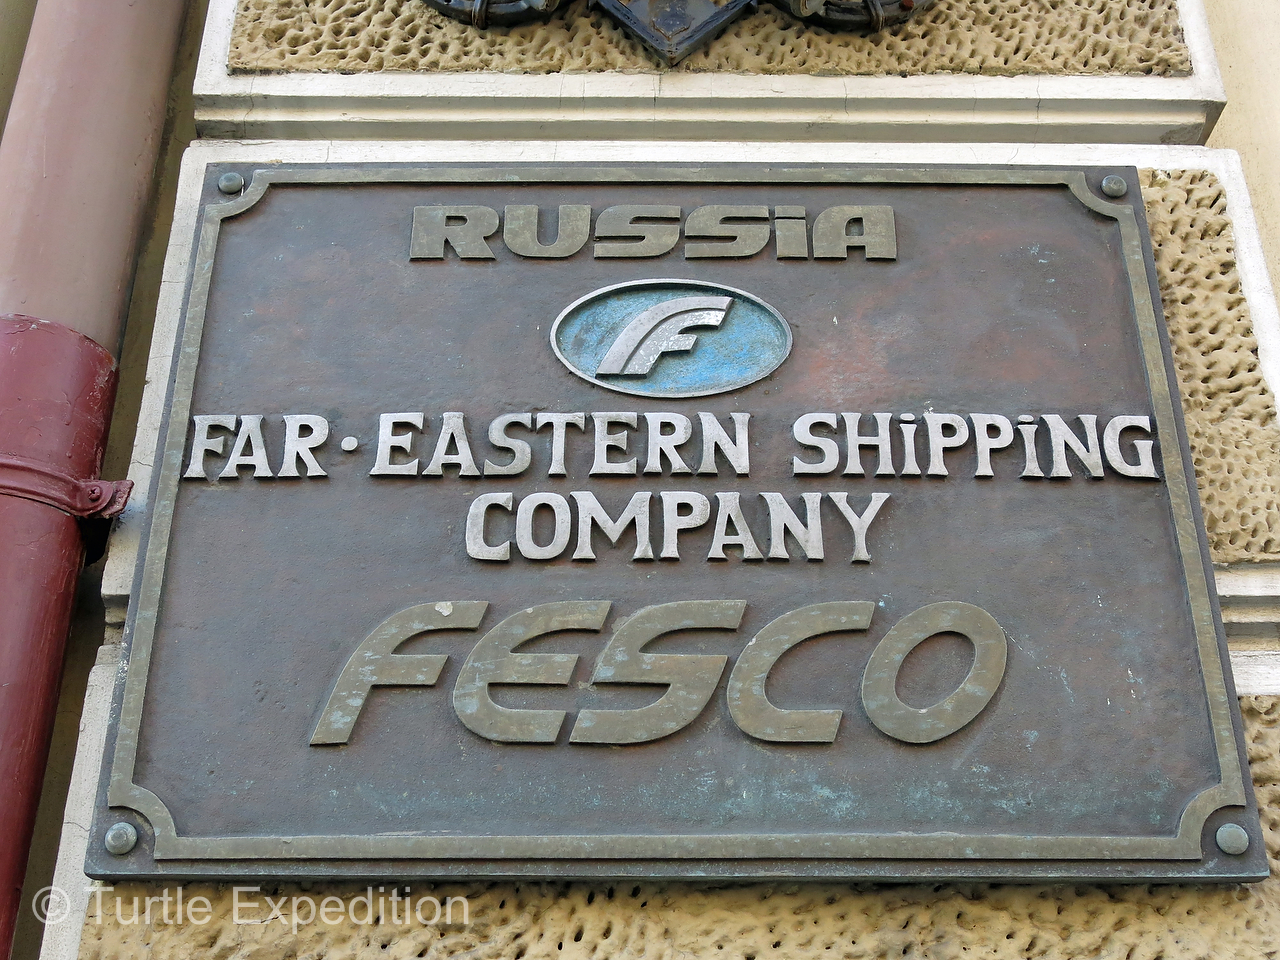 RUSSiA
F
FAR·EASTERN SHiPPiNG
COMPANY
FESCO
© Turtle Expedition